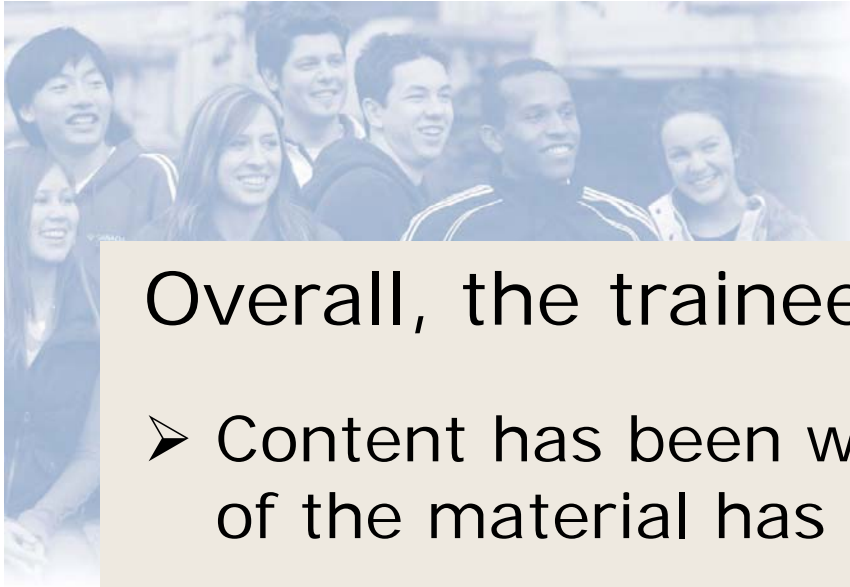 Overall, the trainee
➢ Content has been w
of the material has